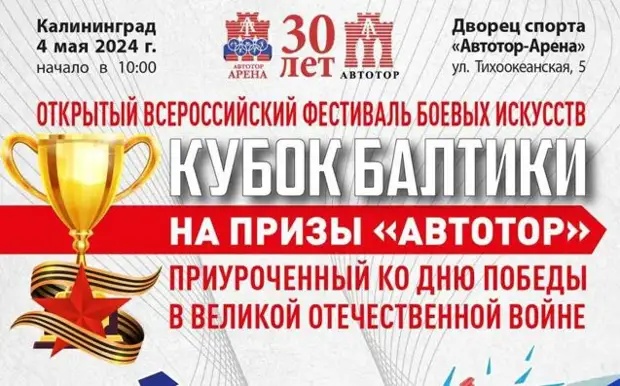 Калининград
4 мая 2024 г.
начало в 10:00
АВТОТОР
АРЕНА
30
лет
АВТОТОР
Дворец спорта
«Автотор-Арена»
ул. Тихоокеанская, 5
ОТКРЫТЫЙ ВСЕРОССИЙСКИЙ ФЕСТИВАЛЬ БОЕВЫХ ИСКУССТВ
КУБОК БАЛТИКИ
НА ПРИЗЫ «АВТОТОР»
ПРИУРОЧЕННЫЙ КО ДНЮ ПОБЕДЫ
В ВЕЛИКОЙ ОТЕЧЕСТВЕННОЙ ВОЙНЕ